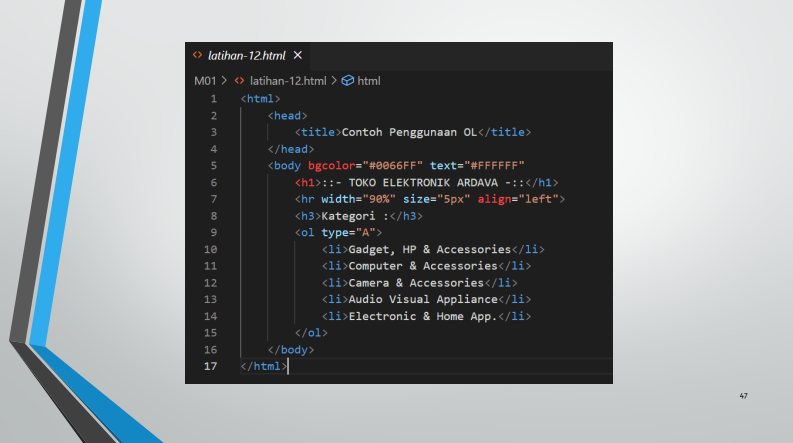 latihan-12.html
M01 > latihan-12.html > html
1 <html>
2 <head>
3 <title>Contoh Penggunaan OL</title>
4 </head>
5 <body bgcolor="#0066FF" text="#FFFFFF"
6 <h1>::- TOKO ELEKTRONIK ARDAVA -::</h1>
7 <hr width="90%" size="5px" align="left">
8 <h3>Kategori :</h3>
9 <ol type="A">
10 <li>Gadget, HP & Accessories</li>
11 <li>Computer & Accessories</li>
12 <li>Camera & Accessories</li>
13 <li>Audio Visual Appliance</li>
14 <li>Electronic & Home App.</li>
15 </ol>
16 </body>
17 </html>
47